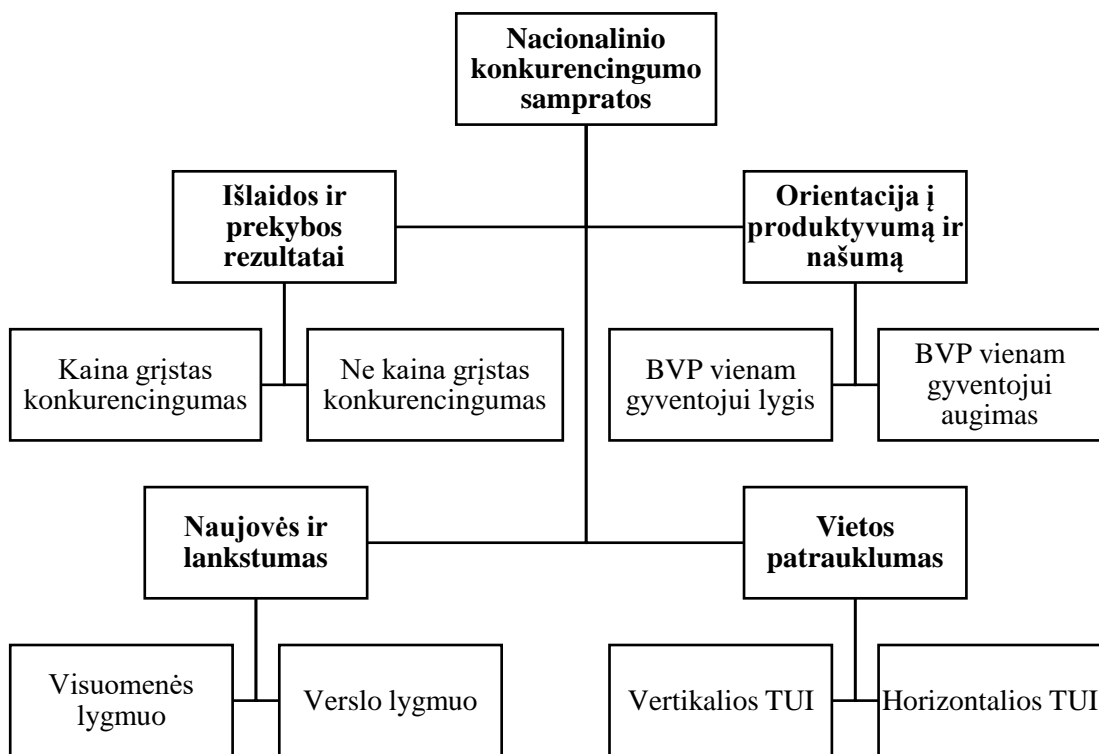 Nacionalinio
konkurencingumo
sampratos
Išlaidos ir
prekybos
rezultatai
Orientacija į
produktyvumą ir
našumą
Kaina grįstas
konkurencingumas
Ne kaina grįstas
konkurencingumas
BVP vienam
gyventojui lygis
BVP vienam
gyventojui
augimas
Naujovės ir
lankstumas
Vietos
patrauklumas
Visuomenės
lygmuo
Verslo lygmuo
Vertikalios TUI
Horizontalios TUI